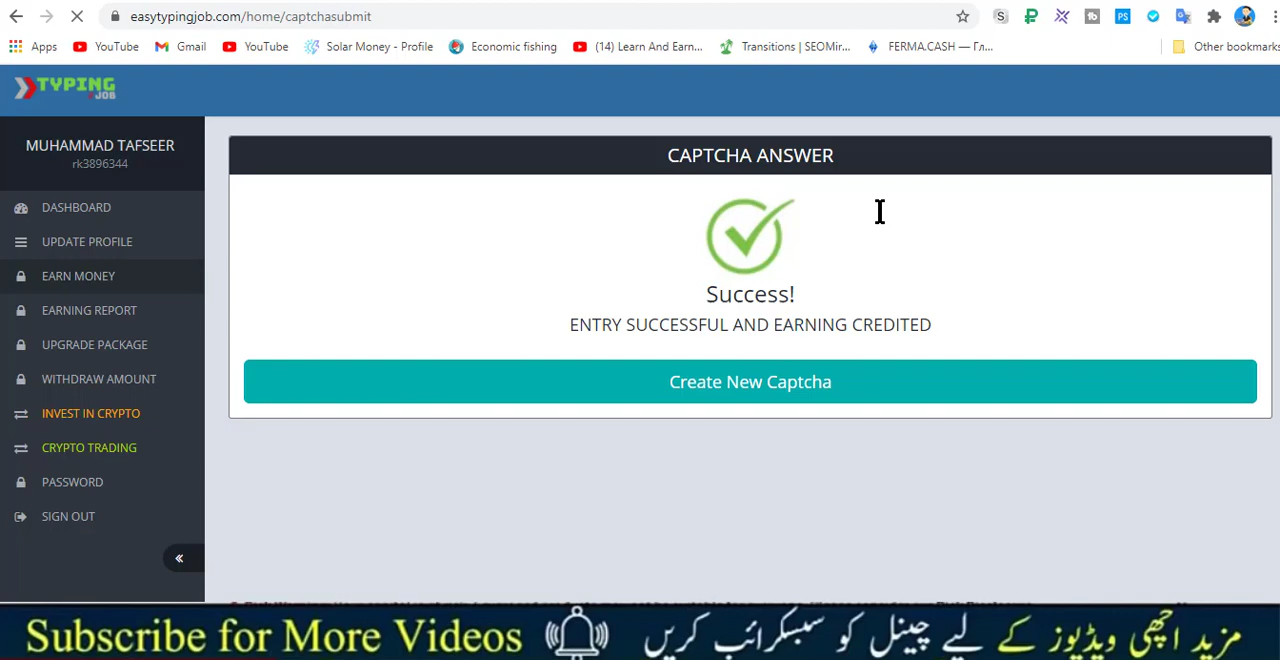 easytypingjob.com/home/captchasubmit
Apps YouTube Gmail YouTube Solar Money - Profile Economic fishing (14) Learn And Earn... Transitions | SEOMir... FERMA.CASH — Гл... Other bookmarks
TYPING
JOB
MUHAMMAD TAFSEER
rk3896344
DASHBOARD
UPDATE PROFILE
EARN MONEY
EARNING REPORT
UPGRADE PACKAGE
WITHDRAW AMOUNT
INVEST IN CRYPTO
CRYPTO TRADING
PASSWORD
SIGN OUT
CAPTCHA ANSWER
Success!
ENTRY SUCCESSFUL AND EARNING CREDITED
Create New Captcha
Subscribe for More Videos
مزید اچھی ویڈیوز کے لیے چینل کو سبسکرائب کریں